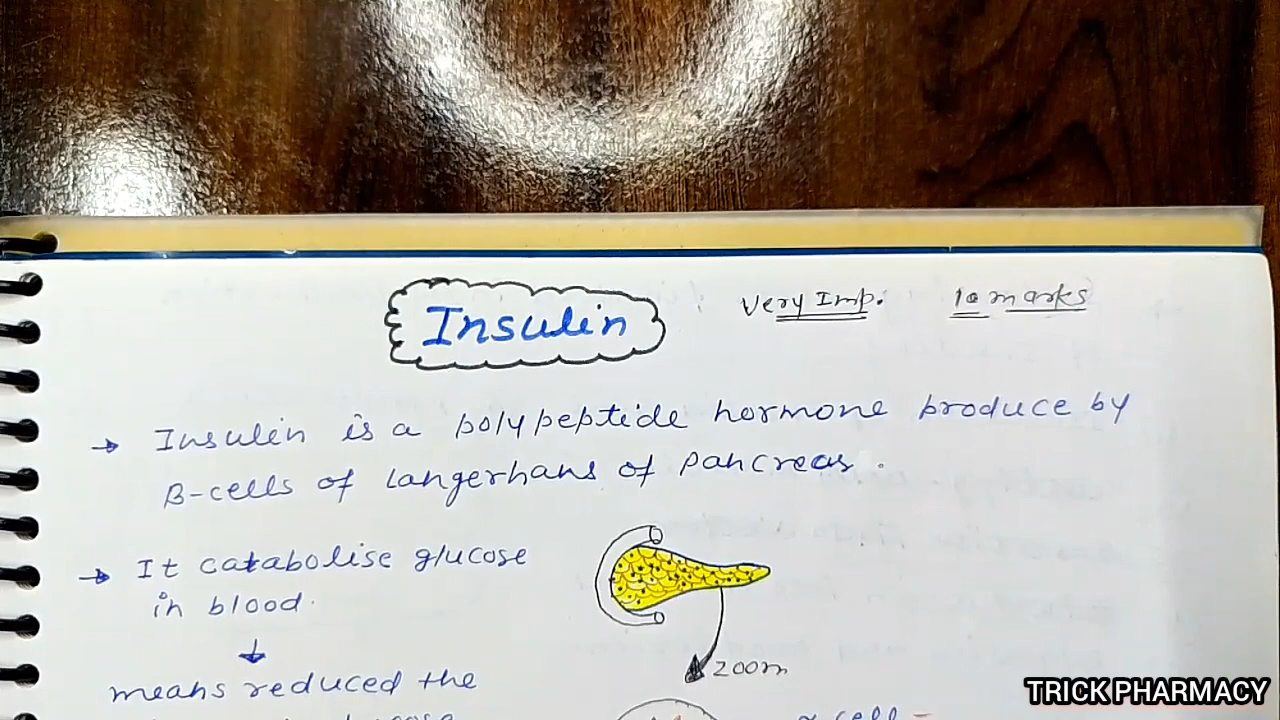 Insulin
Very Imp. 10 marks
→ Insulin is a polypeptide hormone produce by
B-cells of Langerhans of Pancreas.
→ It catabolise glucose
in blood.
↓
means reduced the
zoom
α cell-
TRICK PHARMACY